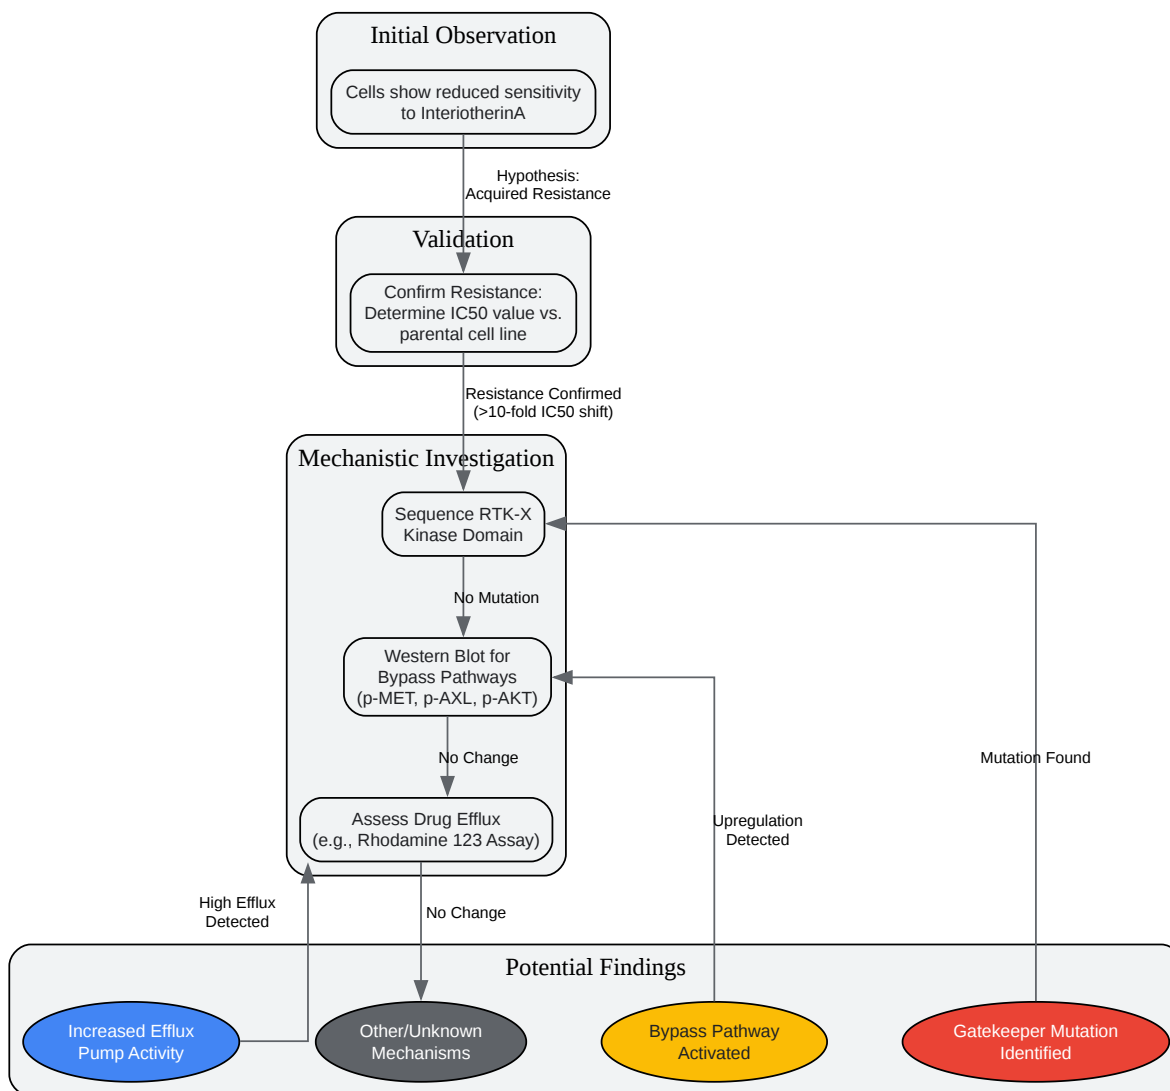 Initial Observation
Cells show reduced sensitivity
to InteriotherinA
Hypothesis:
Acquired Resistance
Validation
Confirm Resistance:
Determine IC50 value vs.
parental cell line
Resistance Confirmed
(>10-fold IC50 shift)
Mechanistic Investigation
Sequence RTK-X
Kinase Domain
No Mutation
Western Blot for
Bypass Pathways
(p-MET, p-AXL, p-AKT)
No Change
Mutation Found
Assess Drug Efflux
(e.g., Rhodamine 123 Assay)
Upregulation
Detected
High Efflux
Detected
No Change
Potential Findings
Increased Efflux
Pump Activity
Other/Unknown
Mechanisms
Bypass Pathway
Activated
Gatekeeper Mutation
Identified